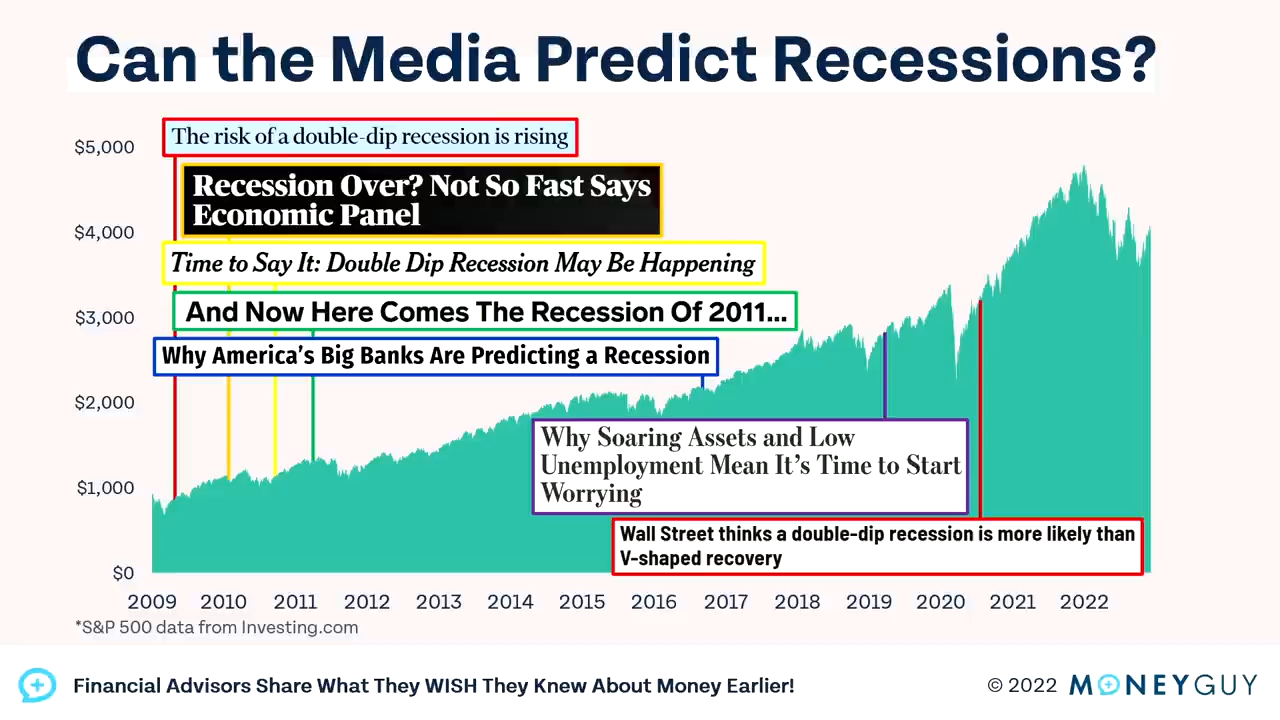 Can the Media Predict Recessions?
$5,000
$4,000
$3,000
$2,000
$1,000
$0
The risk of a double-dip recession is rising
Recession Over? Not So Fast Says
Economic Panel
Time to Say It: Double Dip Recession May Be Happening
And Now Here Comes The Recession Of 2011...
Why America's Big Banks Are Predicting a Recession
Why Soaring Assets and Low
Unemployment Mean It's Time to Start
Worrying
Wall Street thinks a double-dip recession is more likely than
V-shaped recovery
2009 2010 2011 2012 2013 2014 2015 2016 2017 2018 2019 2020 2021 2022
*S&P 500 data from Investing.com
Financial Advisors Share What They WISH They Knew About Money Earlier!
© 2022 MONEYGUY